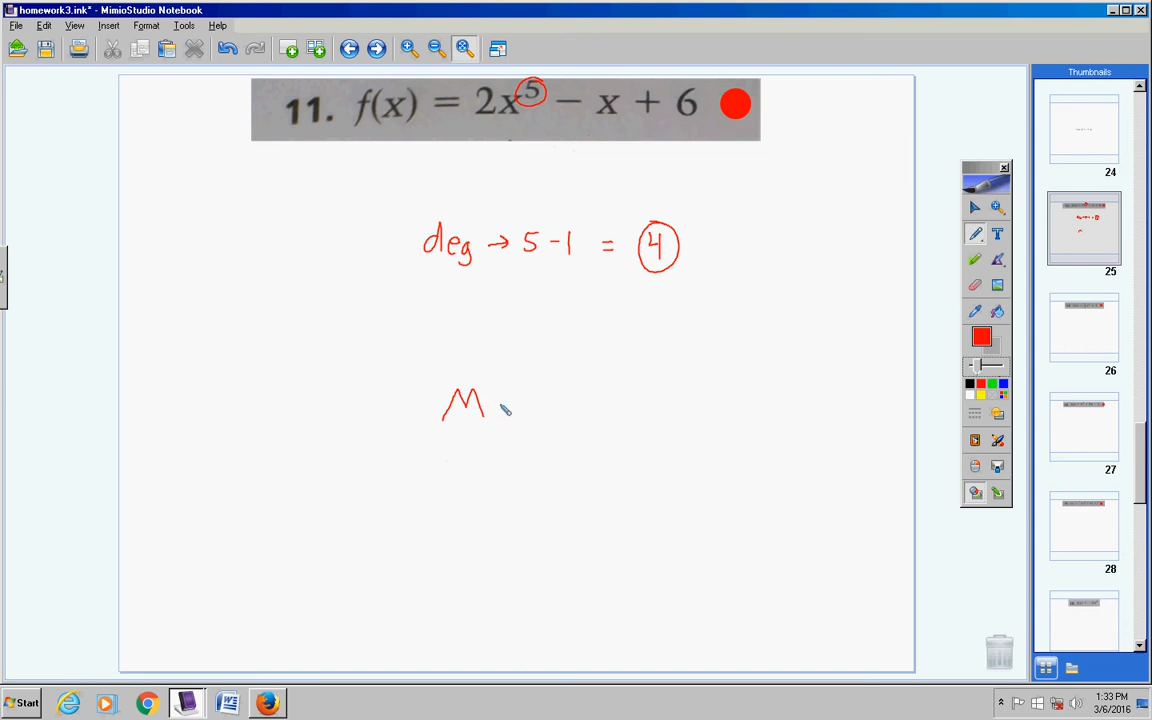 homework3.ink* - MimioStudio Notebook
File Edit View Insert Format Tools Help
Thumbnails
11. f(x) = 2x⁵ − x + 6
deg → 5 - 1 = 4
M
24
25
26
27
28
Start
1:33 PM
3/6/2016